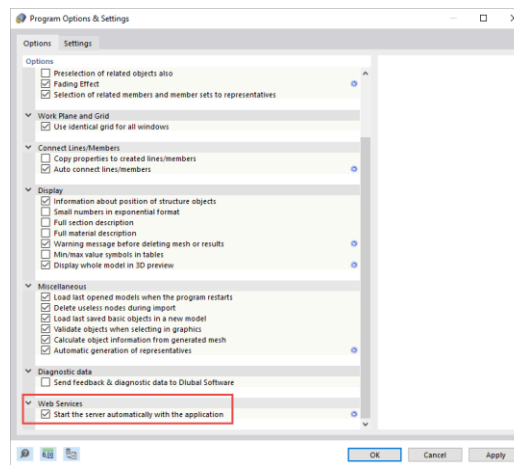 Program Options & Settings
Options Settings
Options
Preselection of related objects also
Fading Effect
Selection of related members and member sets to representatives
Work Plane and Grid
Use identical grid for all windows
Connect Lines/Members
Copy properties to created lines/members
Auto connect lines/members
Display
Information about position of structure objects
Small numbers in exponential format
Full section description
Full material description
Warning message before deleting mesh or results
Min/max value symbols in tables
Display whole model in 3D preview
Miscellaneous
Load last opened models when the program restarts
Delete useless nodes during import
Load last saved basic objects in a new model
Validate objects when selecting in graphics
Calculate object information from generated mesh
Automatic generation of representatives
Diagnostic data
Send feedback & diagnostic data to Dlubal Software
Web Services
Start the server automatically with the application
OK Cancel Apply